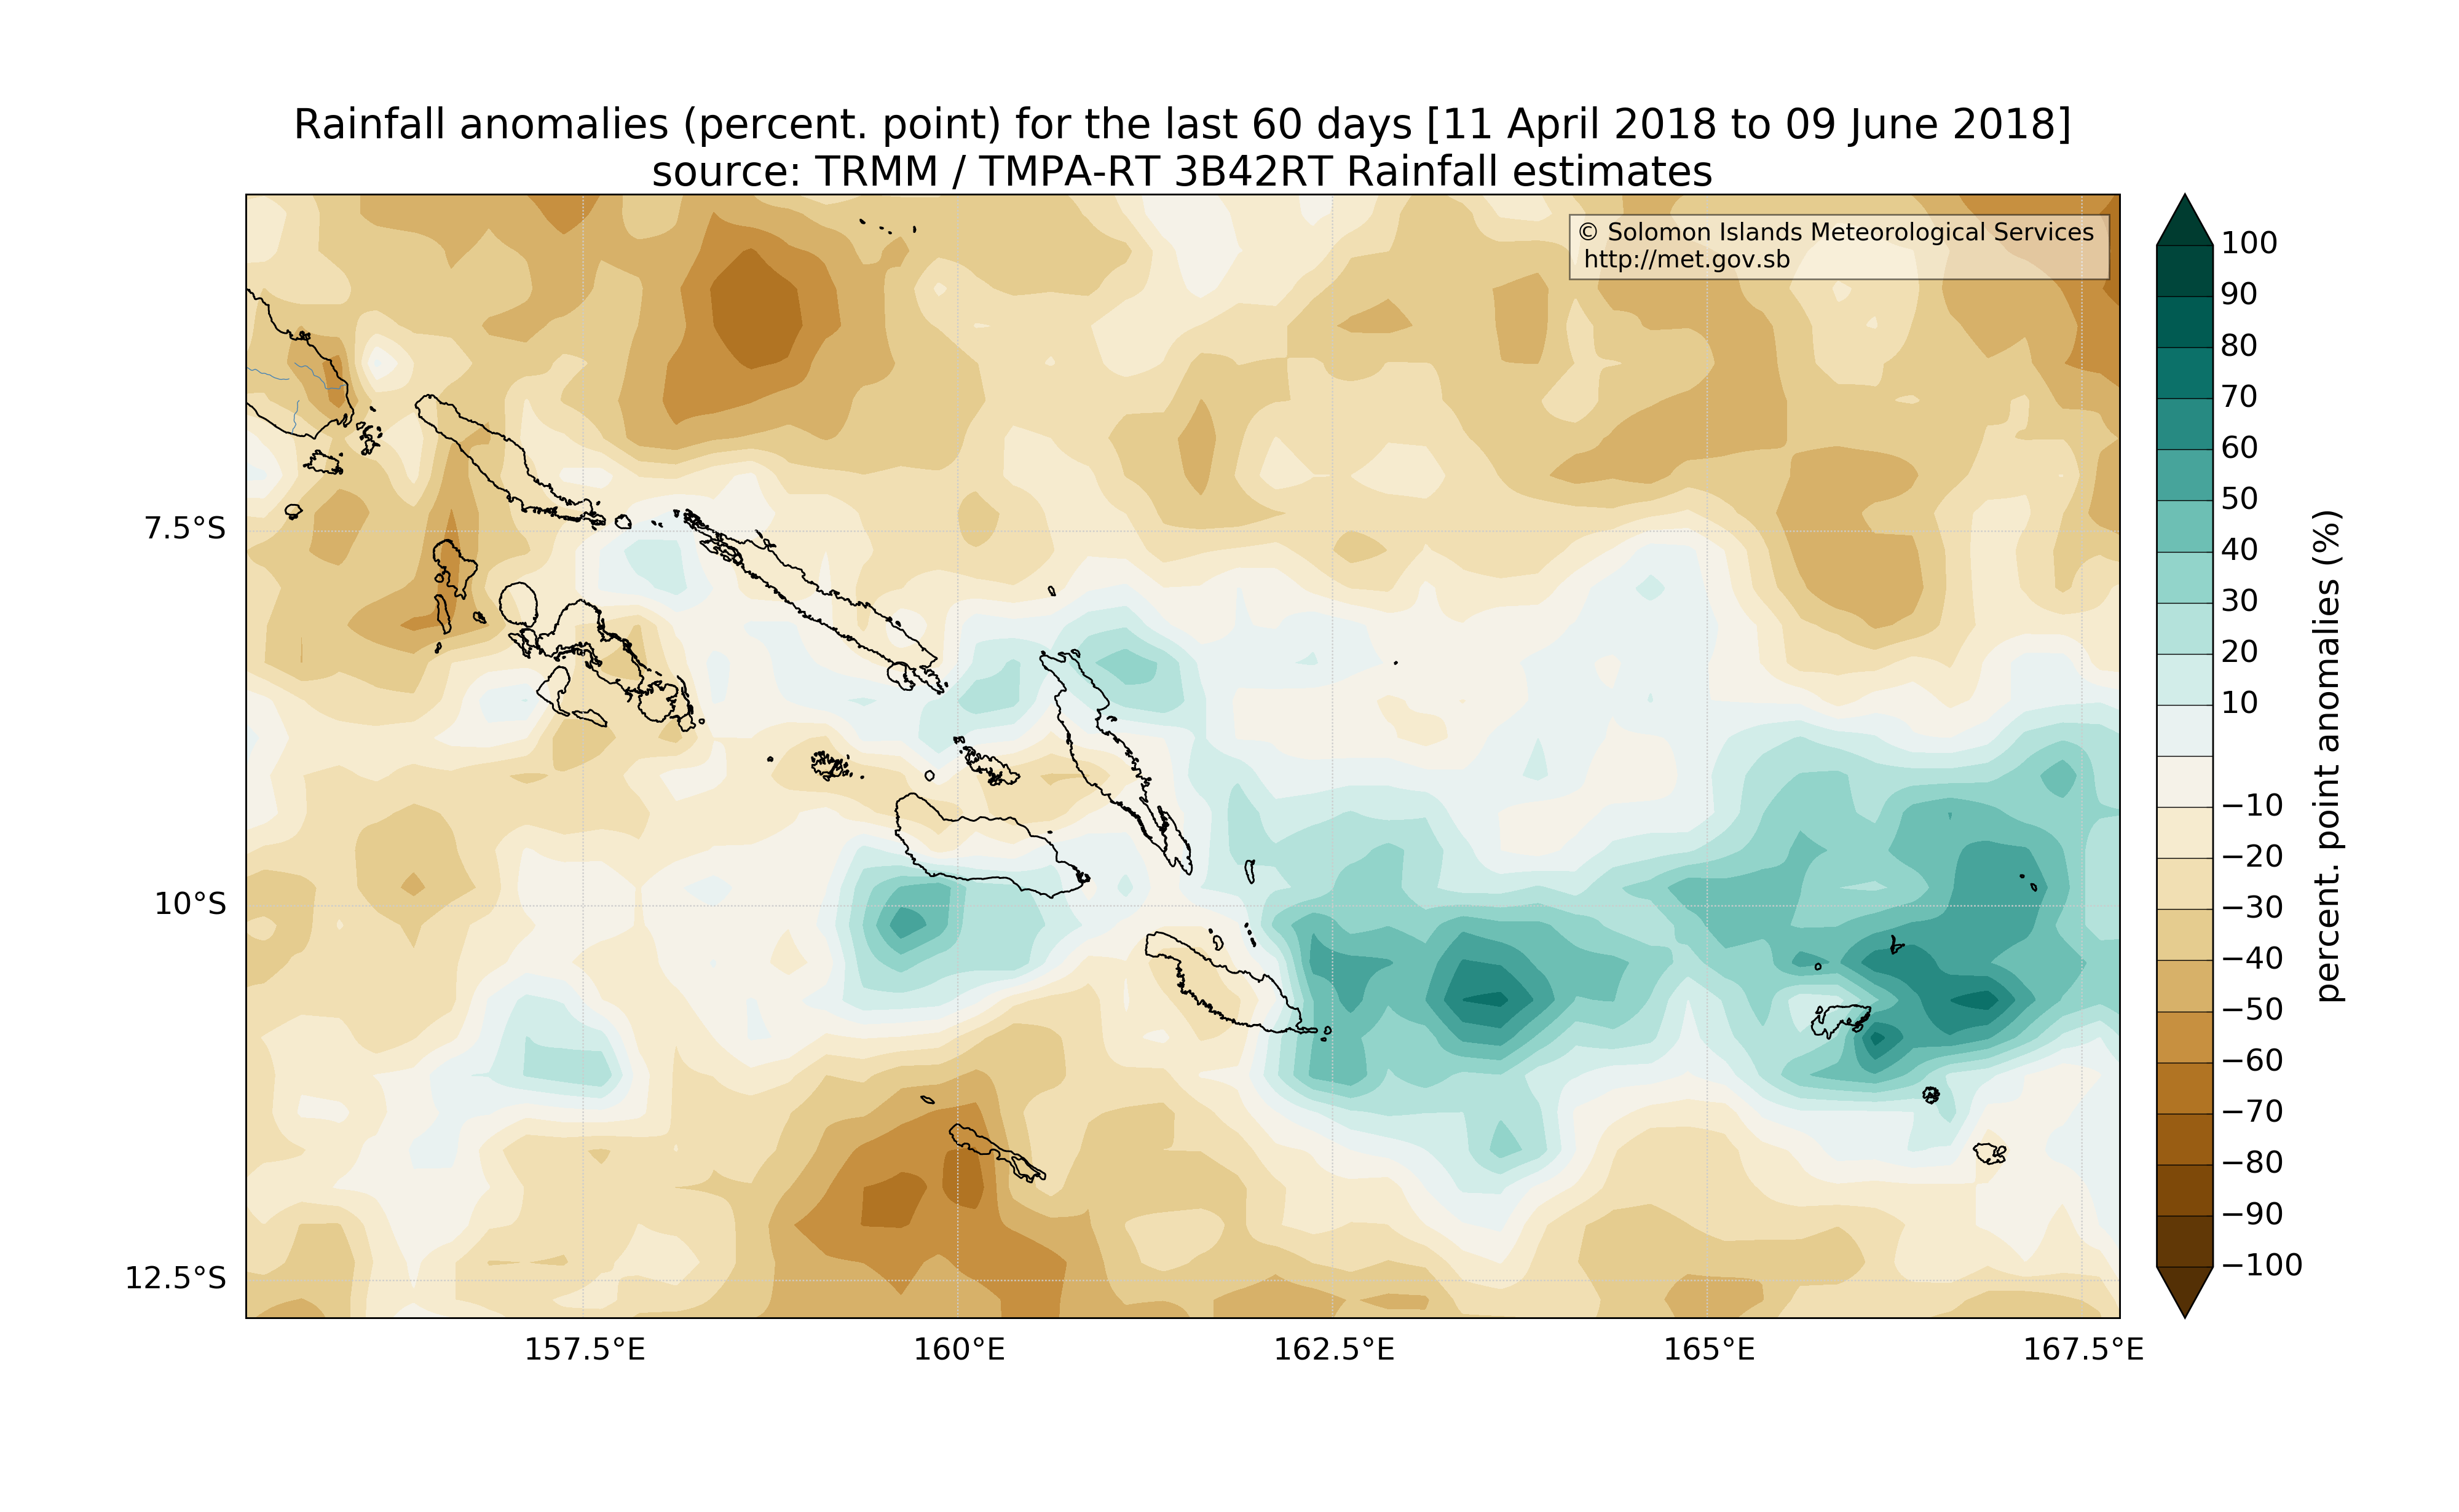 Rainfall anomalies (percent. point) for the last 60 days [11 April 2018 to 09 June 2018]
source: TRMM / TMPA-RT 3B42RT Rainfall estimates
© Solomon Islands Meteorological Services
http://met.gov.sb
7.5°S
10°S
12.5°S
157.5°E
160°E
162.5°E
165°E
167.5°E
100
90
80
70
60
50
40
30
20
10
−10
−20
−30
−40
−50
−60
−70
−80
−90
−100
percent. point anomalies (%)